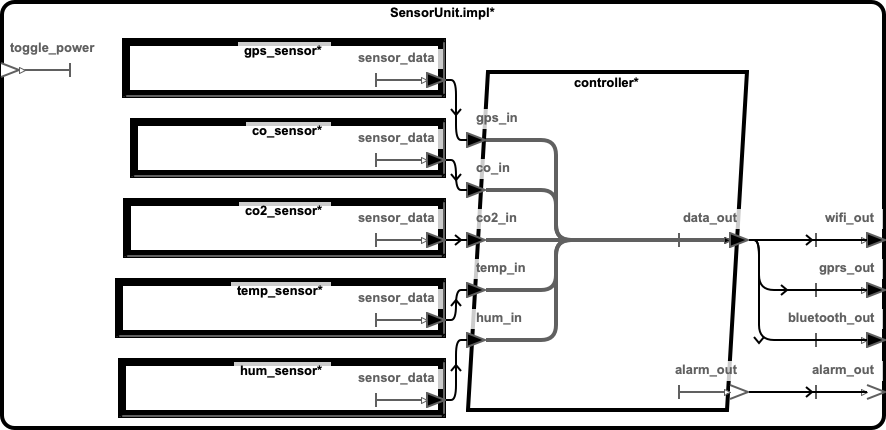 SensorUnit.impl*
toggle_power
gps_sensor*
sensor_data
controller*
gps_in
co_sensor*
sensor_data
co_in
co2_sensor*
sensor_data
co2_in
data_out
wifi_out
temp_sensor*
sensor_data
temp_in
gprs_out
hum_in
bluetooth_out
hum_sensor*
sensor_data
alarm_out
alarm_out